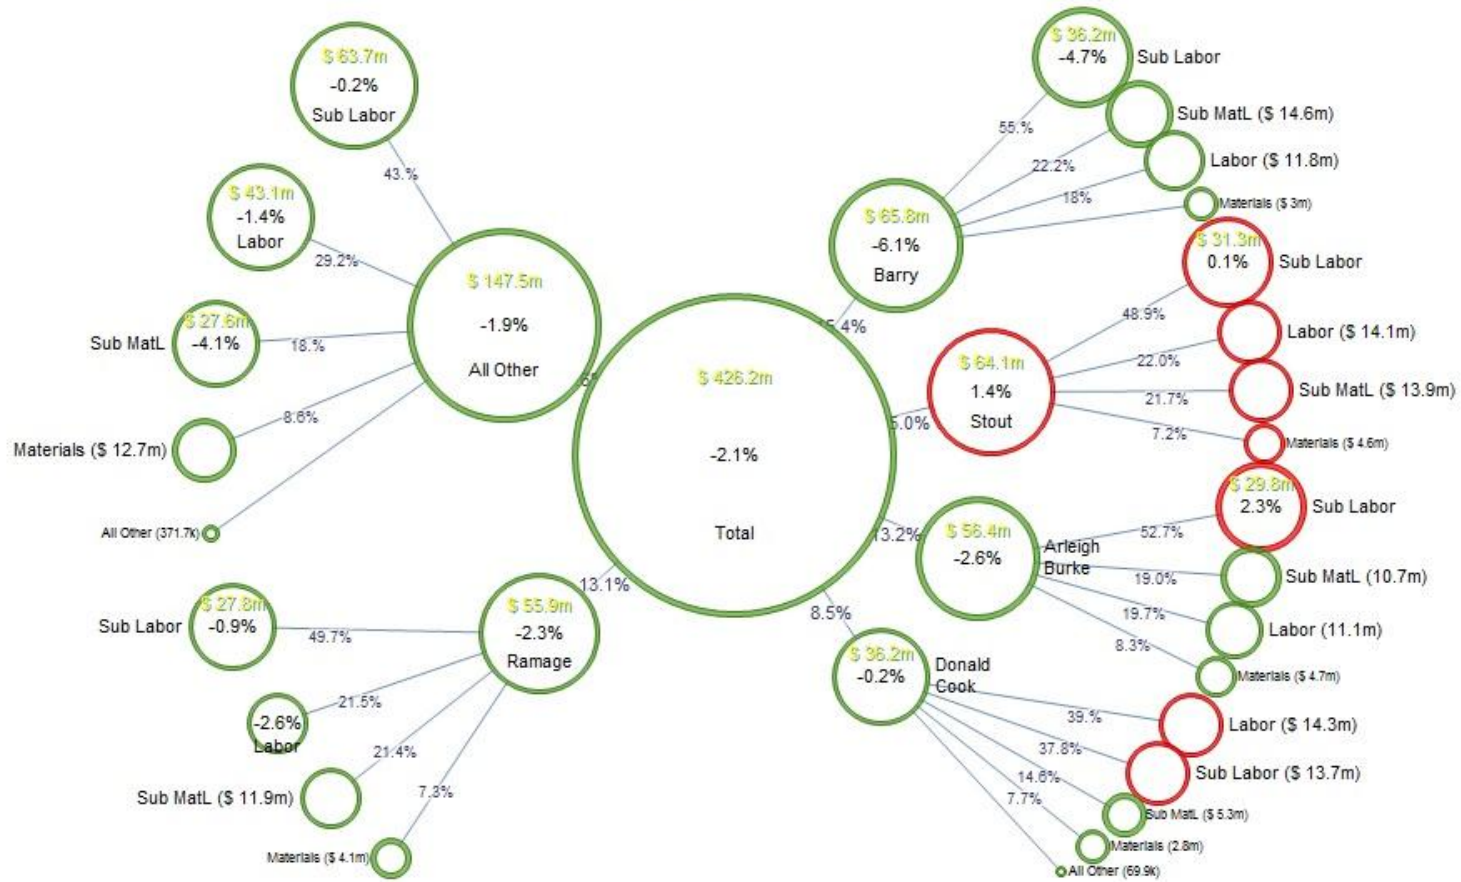 $ 63.7m
-0.2%
Sub Labor
43.%
$ 43.1m
-1.4%
Labor
29.2%
$ 27.6m
-4.1%
Sub MatL
18.%
Materials ($ 12.7m)
8.6%
All Other (371.7k)
$ 147.5m
-1.9%
All Other
$ 426.2m
-2.1%
Total
13.1%
$ 55.9m
-2.3%
Ramage
$ 27.8m
-0.9%
Sub Labor
49.7%
-2.6%
Labor
21.5%
Sub MatL ($ 11.9m)
21.4%
Materials ($ 4.1m)
7.3%
$ 65.8m
-6.1%
Barry
$ 36.2m
-4.7%
Sub Labor
55.%
Sub MatL ($ 14.6m)
22.2%
Labor ($ 11.8m)
18%
Materials ($ 3m)
$ 64.1m
1.4%
Stout
$ 31.3m
0.1%
Sub Labor
48.9%
Labor ($ 14.1m)
22.0%
Sub MatL ($ 13.9m)
21.7%
Materials ($ 4.6m)
7.2%
13.2%
$ 56.4m
-2.6%
Arleigh
Burke
$ 29.8m
2.3%
Sub Labor
52.7%
Sub MatL (10.7m)
19.0%
Labor (11.1m)
19.7%
Materials ($ 4.7m)
8.3%
8.5%
$ 36.2m
-0.2%
Donald
Cook
Labor ($ 14.3m)
39.%
Sub Labor ($ 13.7m)
37.8%
Sub MatL ($ 5.3m)
14.6%
Materials (2.8m)
7.7%
All Other (69.9k)